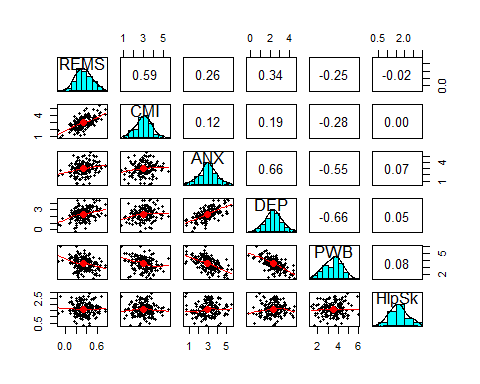 1 3 5 0 2 4 0.5 2.0
REMS 0.59 0.26 0.34 -0.25 -0.02 0.0
1 4 CMI 0.12 0.19 -0.28 0.00
ANX 0.66 -0.55 0.07 1 4
0 3 DEP -0.66 0.05
PWB 0.08 2 5
0.5 2.5 HlpSk
0.0 0.6 1 3 5 2 4 6